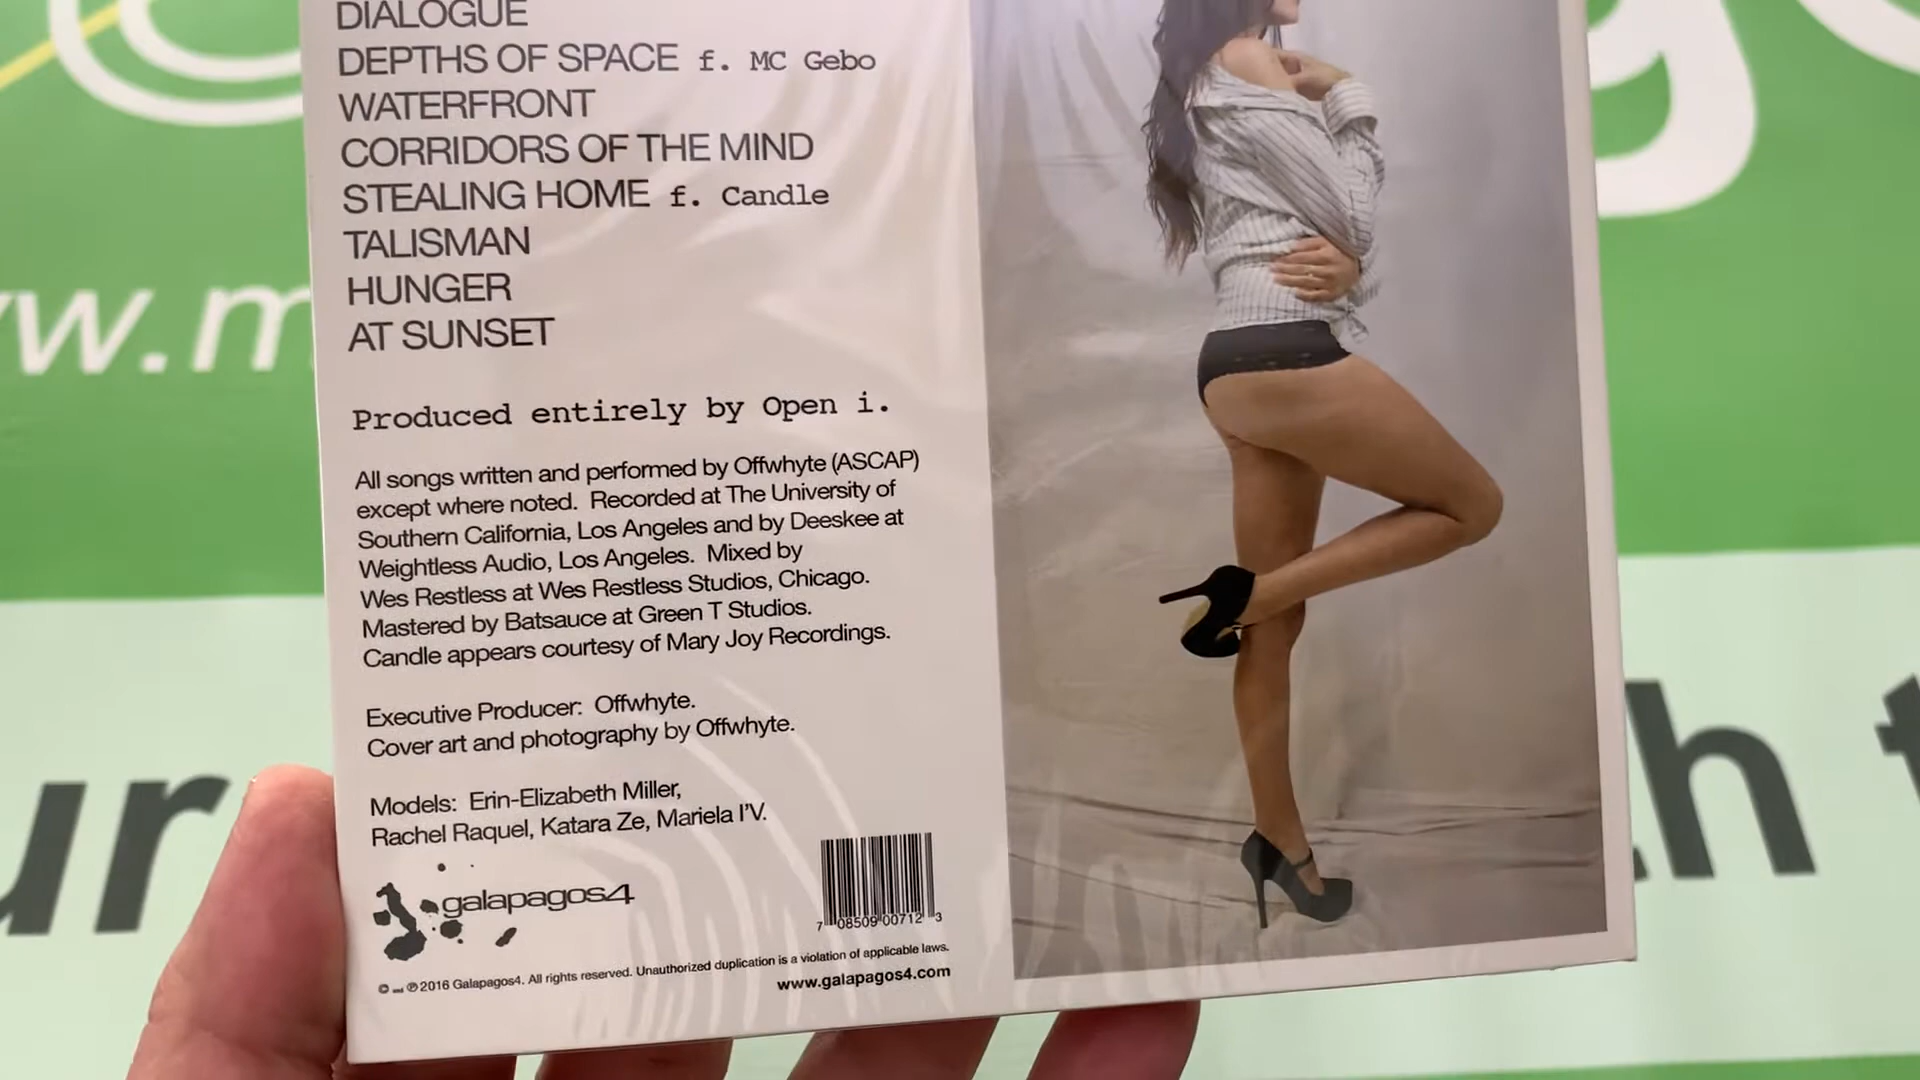 DIALOGUE
DEPTHS OF SPACE f. MC Gebo
WATERFRONT
CORRIDORS OF THE MIND
STEALING HOME f. Candle
TALISMAN
HUNGER
AT SUNSET
Produced entirely by Open i.
All songs written and performed by Offwhyte (ASCAP)
except where noted. Recorded at The University of
Southern California, Los Angeles and by Deeskee at
Weightless Audio, Los Angeles. Mixed by
Wes Restless at Wes Restless Studios, Chicago.
Mastered by Batsauce at Green T Studios.
Candle appears courtesy of Mary Joy Recordings.
Executive Producer: Offwhyte.
Cover art and photography by Offwhyte.
Models: Erin-Elizabeth Miller,
Rachel Raquel, Katara Ze, Mariela I'V.
galapagos4
7 08509 00712 3
© ℗ 2016 Galapagos4. All rights reserved. Unauthorized duplication is a violation of applicable laws.
www.galapagos4.com